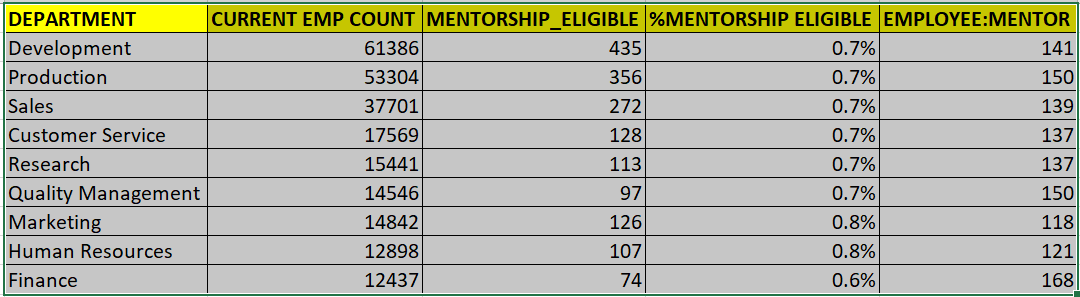 DEPARTMENT CURRENT EMP COUNT MENTORSHIP_ELIGIBLE %MENTORSHIP ELIGIBLE EMPLOYEE:MENTOR
Development 61386 435 0.7% 141
Production 53304 356 0.7% 150
Sales 37701 272 0.7% 139
Customer Service 17569 128 0.7% 137
Research 15441 113 0.7% 137
Quality Management 14546 97 0.7% 150
Marketing 14842 126 0.8% 118
Human Resources 12898 107 0.8% 121
Finance 12437 74 0.6% 168